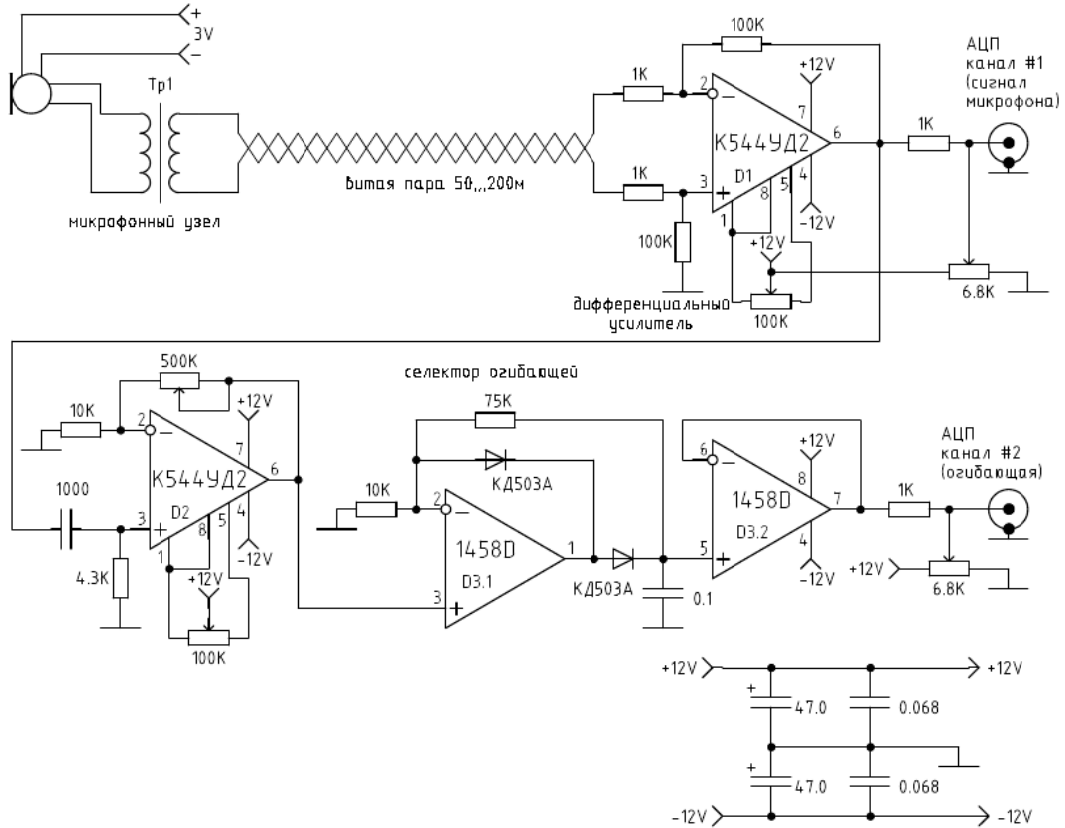 +
3V
-
Тр1
микрафонный узел
Витая пара 50,,,200м
1K
1K
100K
100K
2
-
К544УД2
3
+
D1
1
8
5
4
7
6
+12V
-12V
+12V
100K
дифференциальный
усилитель
1K
6.8K
АЦП
канал #1
(сигнал
микрофона)
500K
10K
1000
4.3K
2
-
К544УД2
3
+
D2
1
8
5
4
7
6
+12V
-12V
+12V
100K
селектор огибающей
75K
КД503А
10K
2
-
1458D
D3.1
3
+
1
КД503А
0.1
6
-
1458D
D3.2
5
+
8
4
7
+12V
-12V
1K
АЦП
канал #2
(огибающая)
+12V
6.8K
+12V
+12V
+
47.0
0.068
+
47.0
0.068
-12V
-12V